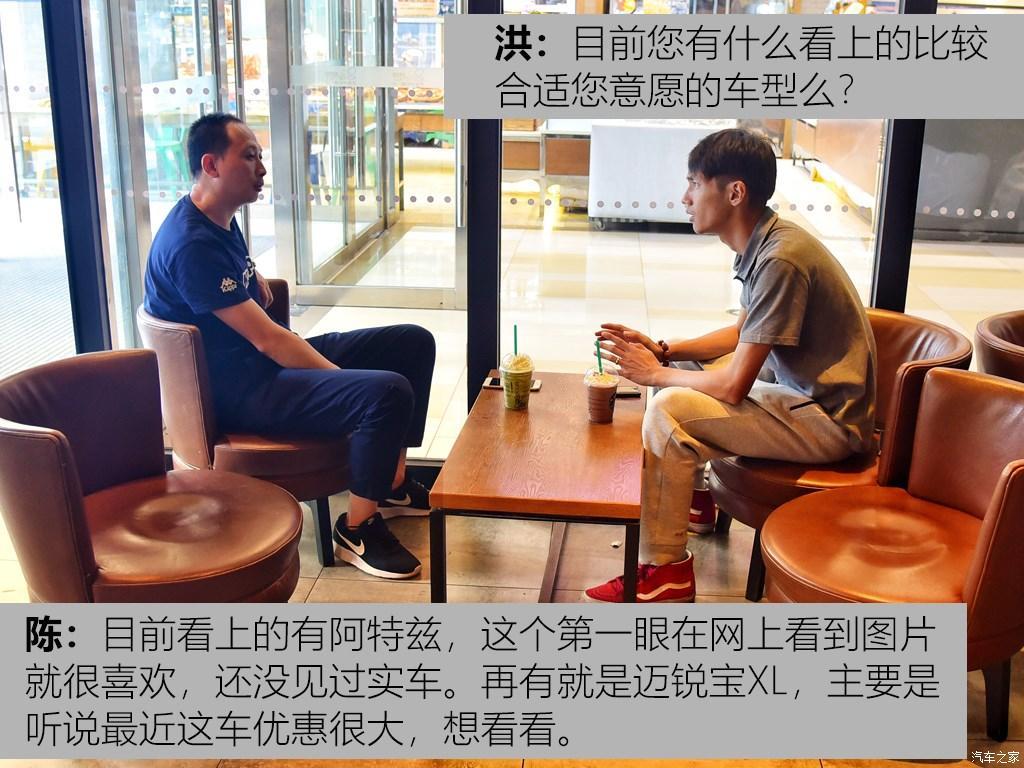 洪：目前您有什么看上的比较
合适您意愿的车型么？
陈：目前看上的有阿特兹，这个第一眼在网上看到图片
就很喜欢，还没见过实车。再有就是迈锐宝XL，主要是
听说最近这车优惠很大，想看看。
汽车之家